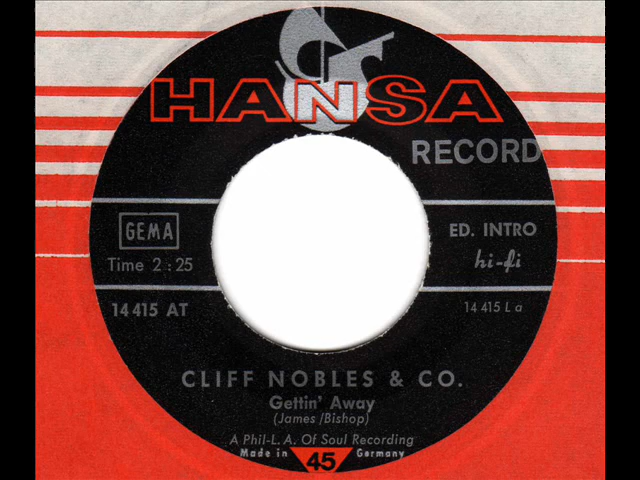 HANSA
RECORD
GEMA
ED. INTRO
Time 2:25
hi-fi
14 415 AT
14 415 La
CLIFF NOBLES & CO.
Gettin' Away
(James/Bishop)
A Phil-L.A. Of Soul Recording
Made in Germany
45